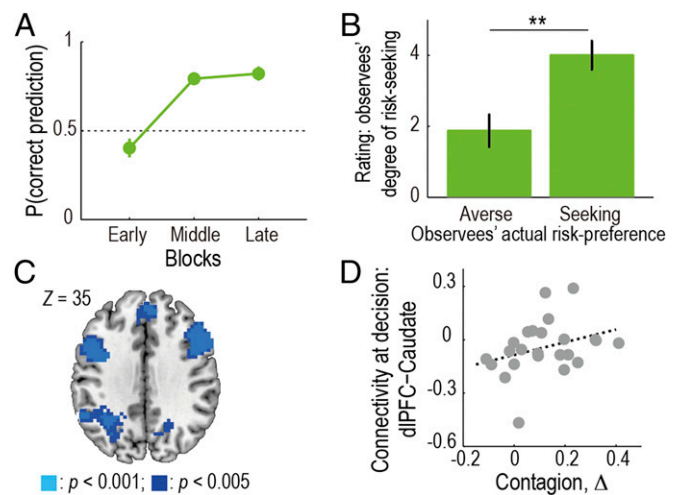 A
P(correct prediction)
1
0.5
0
Early Middle Late
Blocks
B
Rating: observees'
degree of risk-seeking
**
4
2
0
Averse Seeking
Observees' actual risk-preference
C
Z = 35
: p < 0.001; : p < 0.005
D
Connectivity at decision:
dlPFC–Caudate
0.3
0
-0.3
-0.6
-0.2 0 0.2 0.4
Contagion, Δ